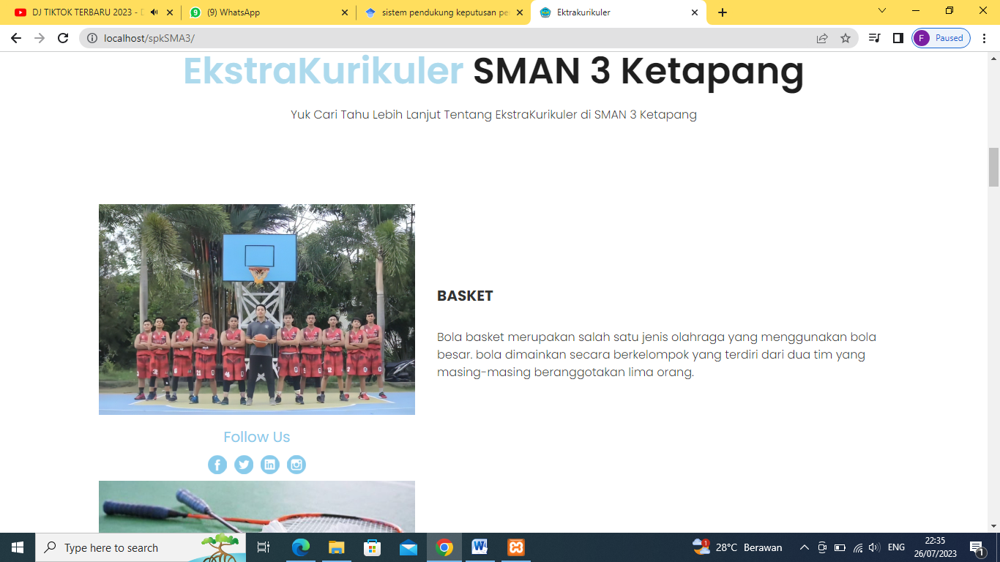 DJ TIKTOK TERBARU 2023 - D
(9) WhatsApp
sistem pendukung keputusan pe
Ektrakurikuler
localhost/spkSMA3/
F Paused
EkstraKurikuler SMAN 3 Ketapang
Yuk Cari Tahu Lebih Lanjut Tentang EkstraKurikuler di SMAN 3 Ketapang
BASKET
Bola basket merupakan salah satu jenis olahraga yang menggunakan bola
besar. bola dimainkan secara berkelompok yang terdiri dari dua tim yang
masing-masing beranggotakan lima orang.
Follow Us
Type here to search
28°C Berawan
ENG
22:35
26/07/2023